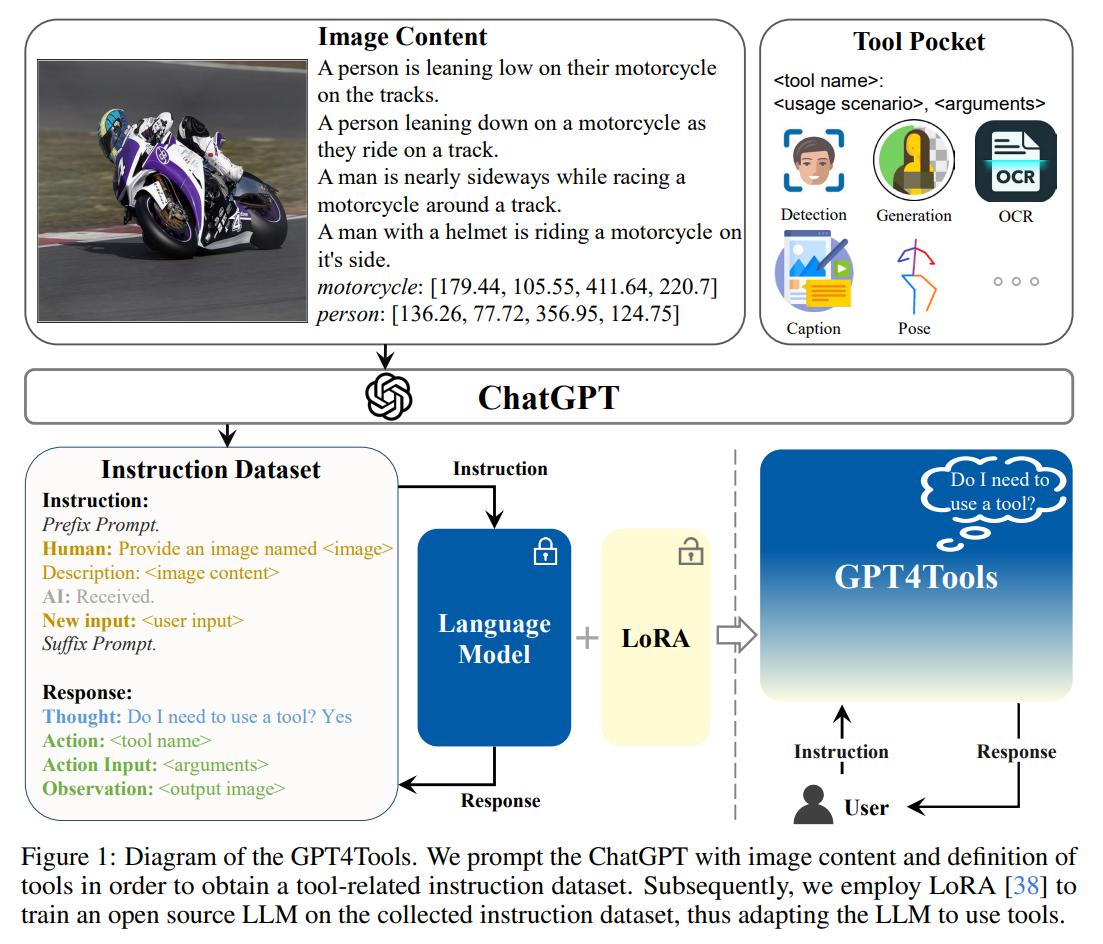 Image Content
A person is leaning low on their motorcycle
on the tracks.
A person leaning down on a motorcycle as
they ride on a track.
A man is nearly sideways while racing a
motorcycle around a track.
A man with a helmet is riding a motorcycle on
it's side.
motorcycle: [179.44, 105.55, 411.64, 220.7]
person: [136.26, 77.72, 356.95, 124.75]
Tool Pocket
<tool name>:
<usage scenario>, <arguments>
OCR
Detection
Generation
OCR
Caption
Pose
ChatGPT
Instruction Dataset
Instruction:
Prefix Prompt.
Human: Provide an image named <image>
Description: <image content>
AI: Received.
New input: <user input>
Suffix Prompt.
Response:
Thought: Do I need to use a tool? Yes
Action: <tool name>
Action Input: <arguments>
Observation: <output image>
Instruction
Language
Model
+
LoRA
Response
Do I need to
use a tool?
GPT4Tools
Instruction
Response
User
Figure 1: Diagram of the GPT4Tools. We prompt the ChatGPT with image content and definition of
tools in order to obtain a tool-related instruction dataset. Subsequently, we employ LoRA [38] to
train an open source LLM on the collected instruction dataset, thus adapting the LLM to use tools.